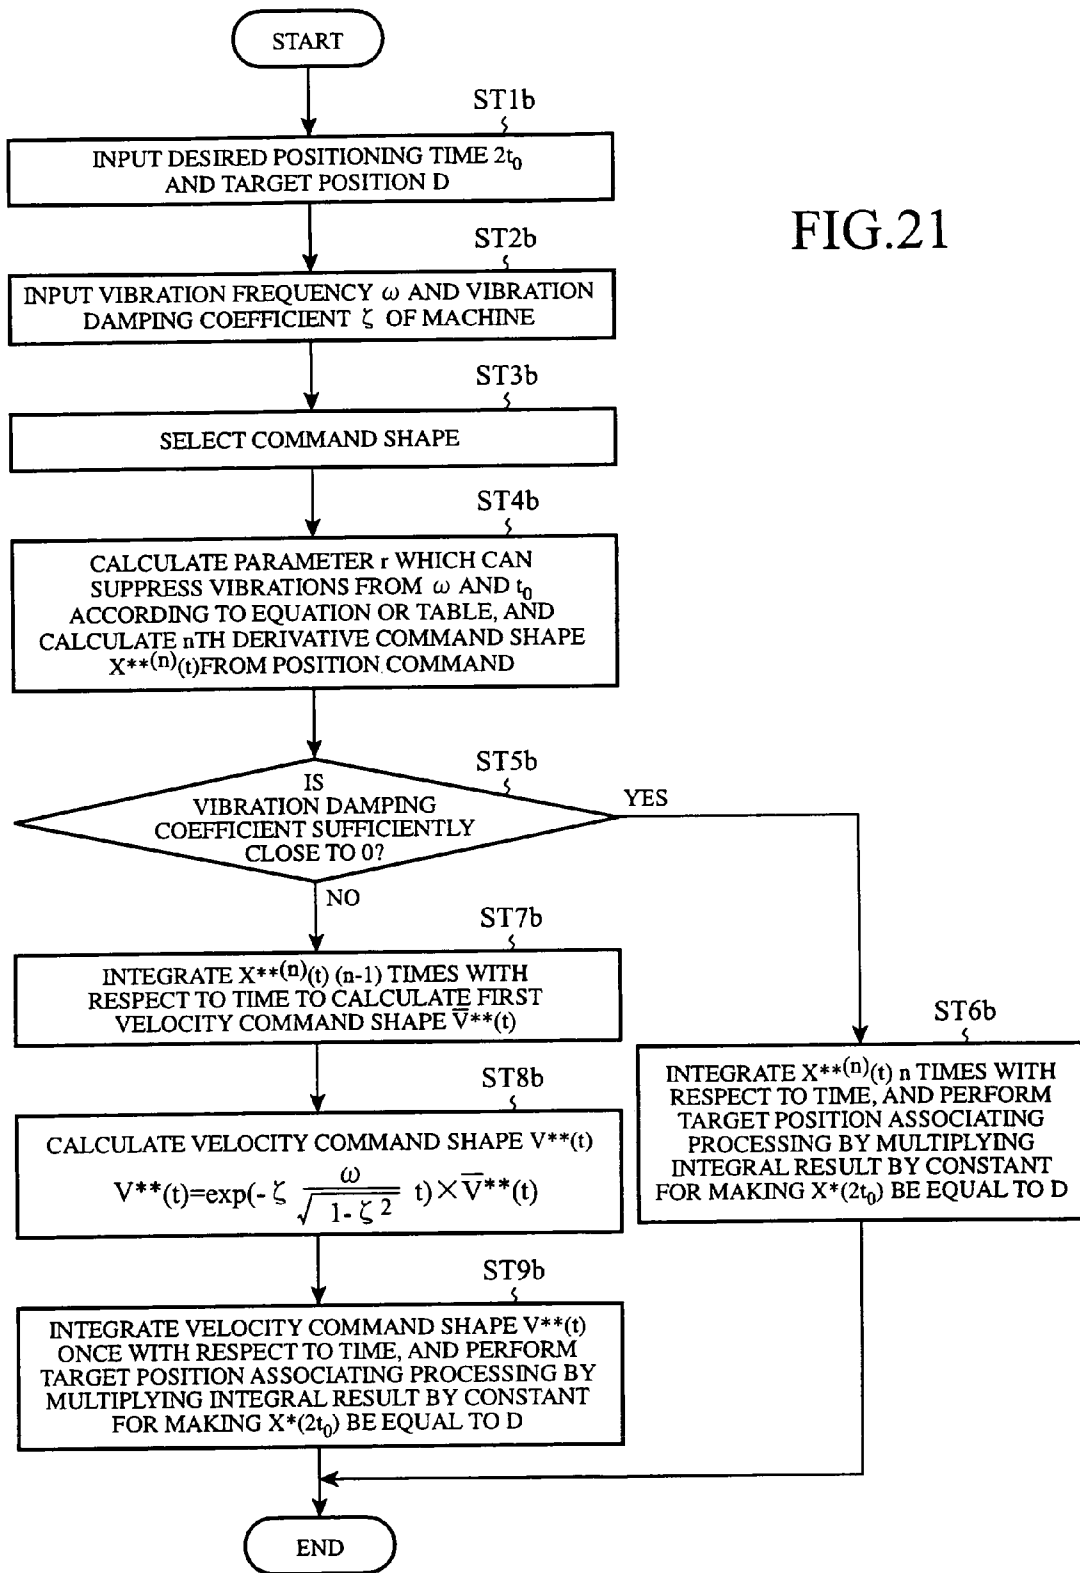 START
ST1b
INPUT DESIRED POSITIONING TIME 2t₀
AND TARGET POSITION D
FIG.21
ST2b
INPUT VIBRATION FREQUENCY ω AND VIBRATION
DAMPING COEFFICIENT ζ OF MACHINE
ST3b
SELECT COMMAND SHAPE
ST4b
CALCULATE PARAMETER r WHICH CAN
SUPPRESS VIBRATIONS FROM ω AND t₀
ACCORDING TO EQUATION OR TABLE, AND
CALCULATE nTH DERIVATIVE COMMAND SHAPE
X**⁽ⁿ⁾(t)FROM POSITION COMMAND
ST5b
IS
VIBRATION DAMPING
COEFFICIENT SUFFICIENTLY
CLOSE TO 0?
YES
NO
ST7b
INTEGRATE X**⁽ⁿ⁾(t) (n-1) TIMES WITH
RESPECT TO TIME TO CALCULATE FIRST
VELOCITY COMMAND SHAPE V̅**(t)
ST6b
INTEGRATE X**⁽ⁿ⁾(t) n TIMES WITH
RESPECT TO TIME, AND PERFORM
TARGET POSITION ASSOCIATING
PROCESSING BY MULTIPLYING
INTEGRAL RESULT BY CONSTANT
FOR MAKING X*(2t₀) BE EQUAL TO D
ST8b
CALCULATE VELOCITY COMMAND SHAPE V**(t)
V**(t)=exp(-ζ ω/√(1-ζ²) t)×V̅**(t)
ST9b
INTEGRATE VELOCITY COMMAND SHAPE V**(t)
ONCE WITH RESPECT TO TIME, AND PERFORM
TARGET POSITION ASSOCIATING PROCESSING BY
MULTIPLYING INTEGRAL RESULT BY CONSTANT
FOR MAKING X*(2t₀) BE EQUAL TO D
END